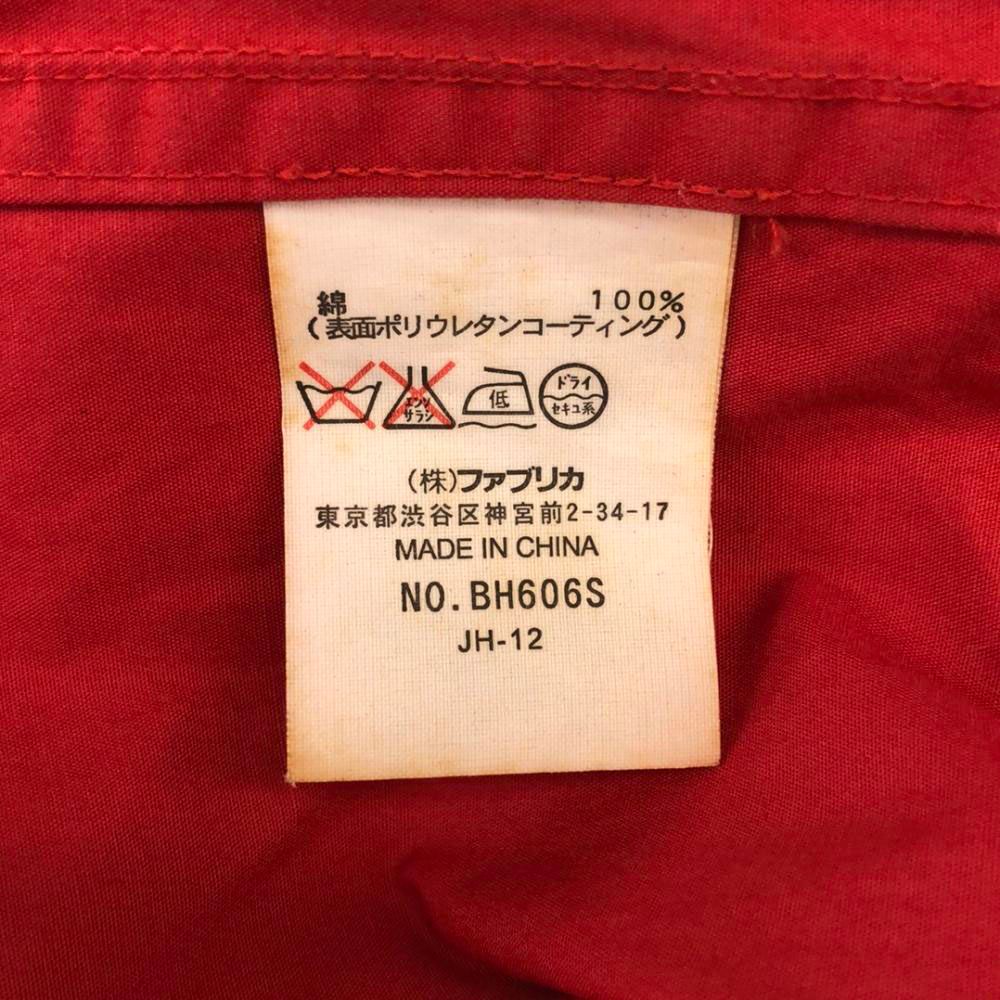 綿 100%
(表面ポリウレタンコーティング)
エンソ サラシ 低 ドライ セキユ系
(株)ファブリカ
東京都渋谷区神宮前2-34-17
MADE IN CHINA
NO.BH606S
JH-12